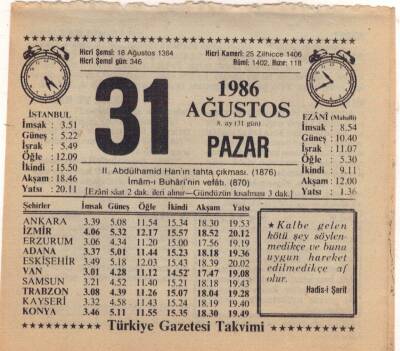 Hicri Şemsi: 18 Ağustos 1364
Hicri Şemsi gün: 346
Hicri Kameri: 25 Zilhicce 1406
Rûmi: 1402, Hızır: 118
31
1986
AĞUSTOS
8. ay (31 gün)
PAZAR
İSTANBUL
İmsak : 3.51
Güneş : 5.22
İşrak : 5.49
Öğle : 12.09
İkindi : 15.50
Akşam : 18.46
Yatsı : 20.11
EZÂNÎ (Mahalli)
İmsak : 8.54
Güneş : 10.40
İşrak : 11.07
Öğle : 5.30
İkindi : 9.11
Akşam : 12.00
Yatsı : 1.36
II. Abdülhamid Han'ın tahta çıkması. (1876)
İmâm-ı Buhâri'nin vefâtı. (870)
[Ezâni sâat 2 dak. ileri alınır—Gündüzün kısalması 3 dak.]
Şehirler İmsak Güneş Öğle İkindi Akşam Yatsı
ANKARA 3.39 5.08 11.54 15.34 18.30 19.53
İZMİR 4.06 5.32 12.17 15.57 18.52 20.12
ERZURUM 3.06 4.34 11.20 15.00 17.56 19.19
ADANA 3.37 5.01 11.44 15.23 18.18 19.36
ESKİŞEHİR 3.49 5.18 12.03 15.43 18.39 20.02
VAN 3.01 4.28 11.12 14.52 17.47 19.08
SAMSUN 3.21 4.52 11.40 15.21 18.18 19.43
TRABZON 3.08 4.39 11.26 15.07 18.04 19.28
KAYSERİ 3.32 4.58 11.43 15.24 18.19 19.40
KONYA 3.46 5.11 11.55 15.35 18.30 19.49
Kalbe gelen
kötü şey söylen-
medikçe ve buna
uygun hareket
edilmedikçe af
olur.
Hadis-i Şerif
Türkiye Gazetesi Takvimi